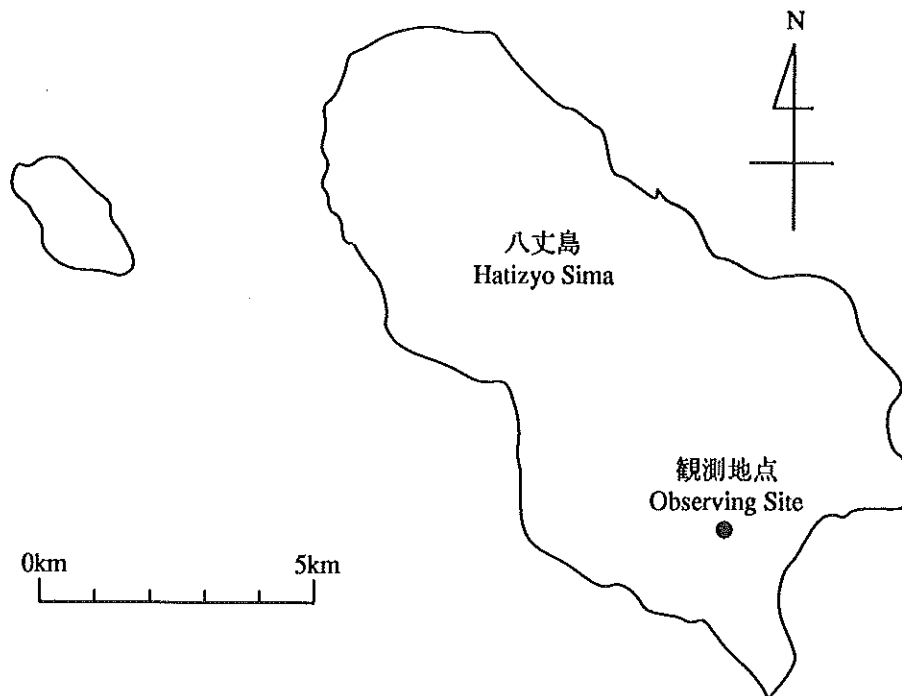 N
八丈島
Hatizyo Sima
観測地点
Observing Site
0km 5km